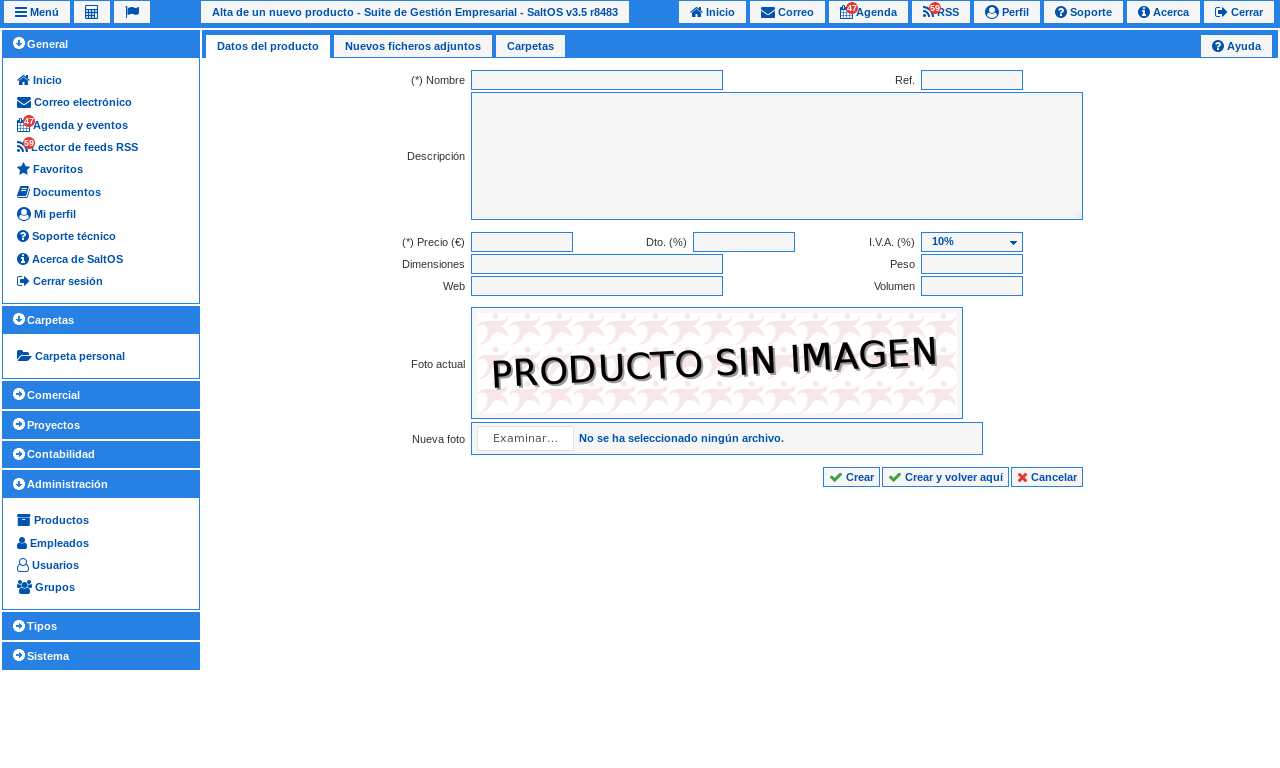 Menú
Alta de un nuevo producto - Suite de Gestión Empresarial - SaltOS v3.5 r8483
Inicio
Correo
47 Agenda
59 RSS
Perfil
Soporte
Acerca
Cerrar
General
Inicio
Correo electrónico
47 Agenda y eventos
59 Lector de feeds RSS
Favoritos
Documentos
Mi perfil
Soporte técnico
Acerca de SaltOS
Cerrar sesión
Carpetas
Carpeta personal
Comercial
Proyectos
Contabilidad
Administración
Productos
Empleados
Usuarios
Grupos
Tipos
Sistema
Datos del producto
Nuevos ficheros adjuntos
Carpetas
Ayuda
(*) Nombre
Ref.
Descripción
(*) Precio (€)
Dto. (%)
I.V.A. (%)
10%
Dimensiones
Peso
Web
Volumen
Foto actual
PRODUCTO SIN IMAGEN
Nueva foto
Examinar...
No se ha seleccionado ningún archivo.
Crear
Crear y volver aquí
Cancelar